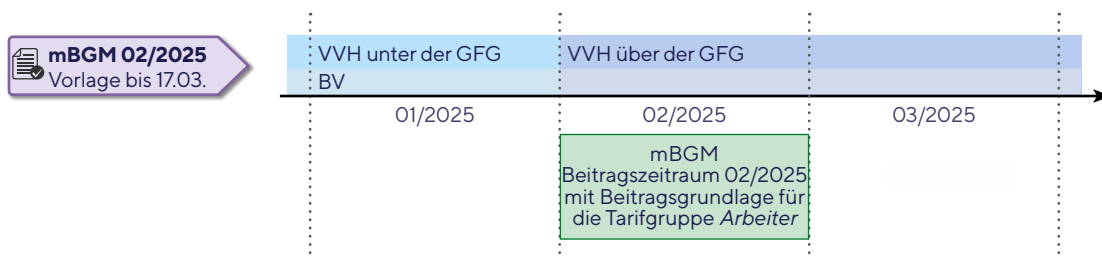 mBGM 02/2025
Vorlage bis 17.03.
VVH unter der GFG
VVH über der GFG
BV
01/2025
02/2025
03/2025
mBGM
Beitragszeitraum 02/2025
mit Beitragsgrundlage für
die Tarifgruppe Arbeiter